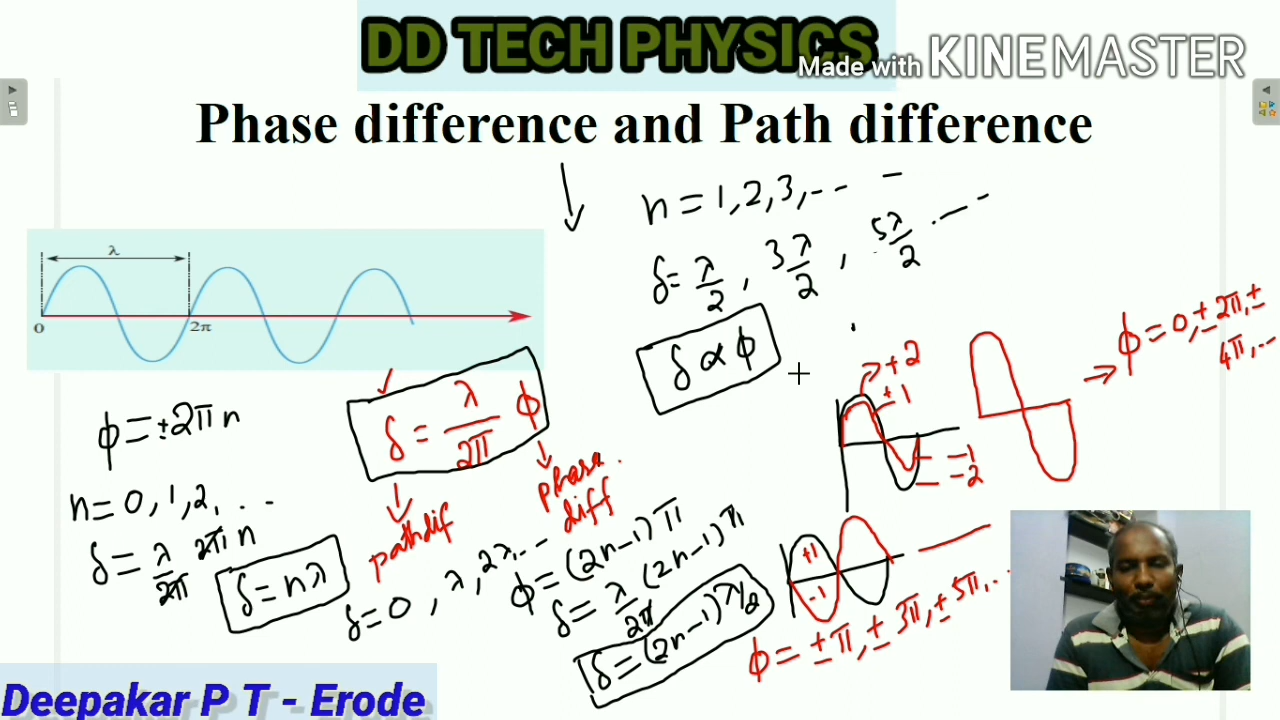 DD TECH PHYSICS
Made with KINEMASTER
Phase difference and Path difference
n = 1, 2, 3, -- -
δ = λ/2, 3λ/2, 5λ/2 . --
δ ∝ φ
λ
0
2π
φ = ±2πn
n = 0, 1, 2, ...
δ = λ/2π 2π n
δ = nλ
δ = λ/2π φ
path dif
phase diff
δ = 0, λ, 2λ, ...
φ = (2n-1)π
δ = λ/2π (2n-1)π
δ = (2n-1)λ/2
+2
+1
-1
-2
φ = 0, ±2π, ±4π, ..
+1
-1
φ = ±π, ±3π, ±5π, ...
Deepakar P T - Erode